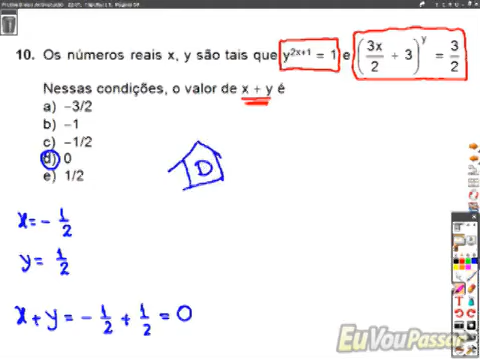 10. Os números reais x, y são tais que y^{2x+1} = 1 e (3x/2 + 3)^y = 3/2
Nessas condições, o valor de x + y é
a) −3/2
b) −1
c) −1/2
d) 0
e) 1/2
D
x = - 1/2
y = 1/2
x + y = - 1/2 + 1/2 = 0
EuVouPassar